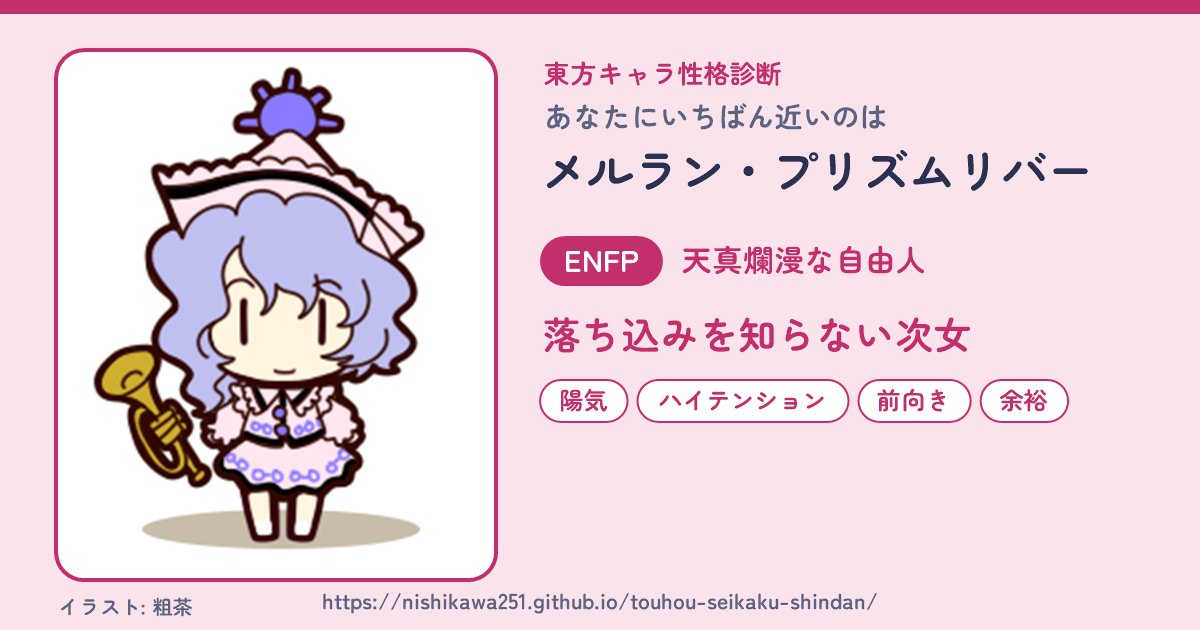 東方キャラ性格診断
あなたにいちばん近いのは
メルラン・プリズムリバー
ENFP 天真爛漫な自由人
落ち込みを知らない次女
陽気 ハイテンション 前向き 余裕
イラスト: 粗茶
https://nishikawa251.github.io/touhou-seikaku-shindan/